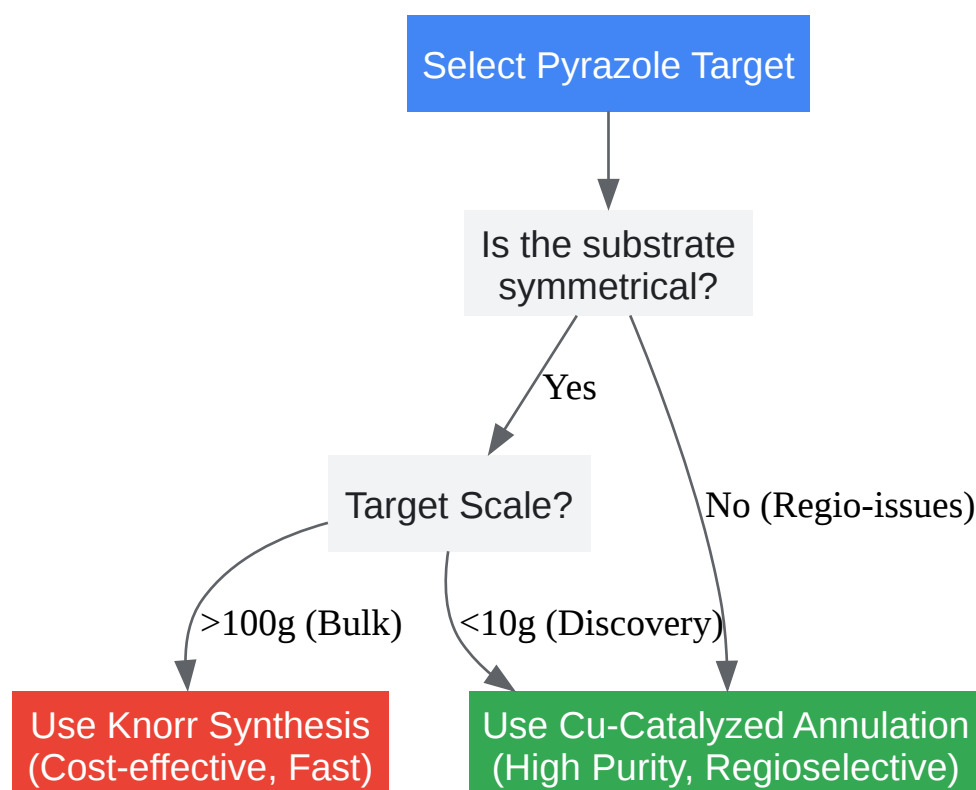 Select Pyrazole Target
Is the substrate
symmetrical?
Yes
Target Scale?
No (Regio-issues)
>100g (Bulk)
<10g (Discovery)
Use Knorr Synthesis
(Cost-effective, Fast)
Use Cu-Catalyzed Annulation
(High Purity, Regioselective)